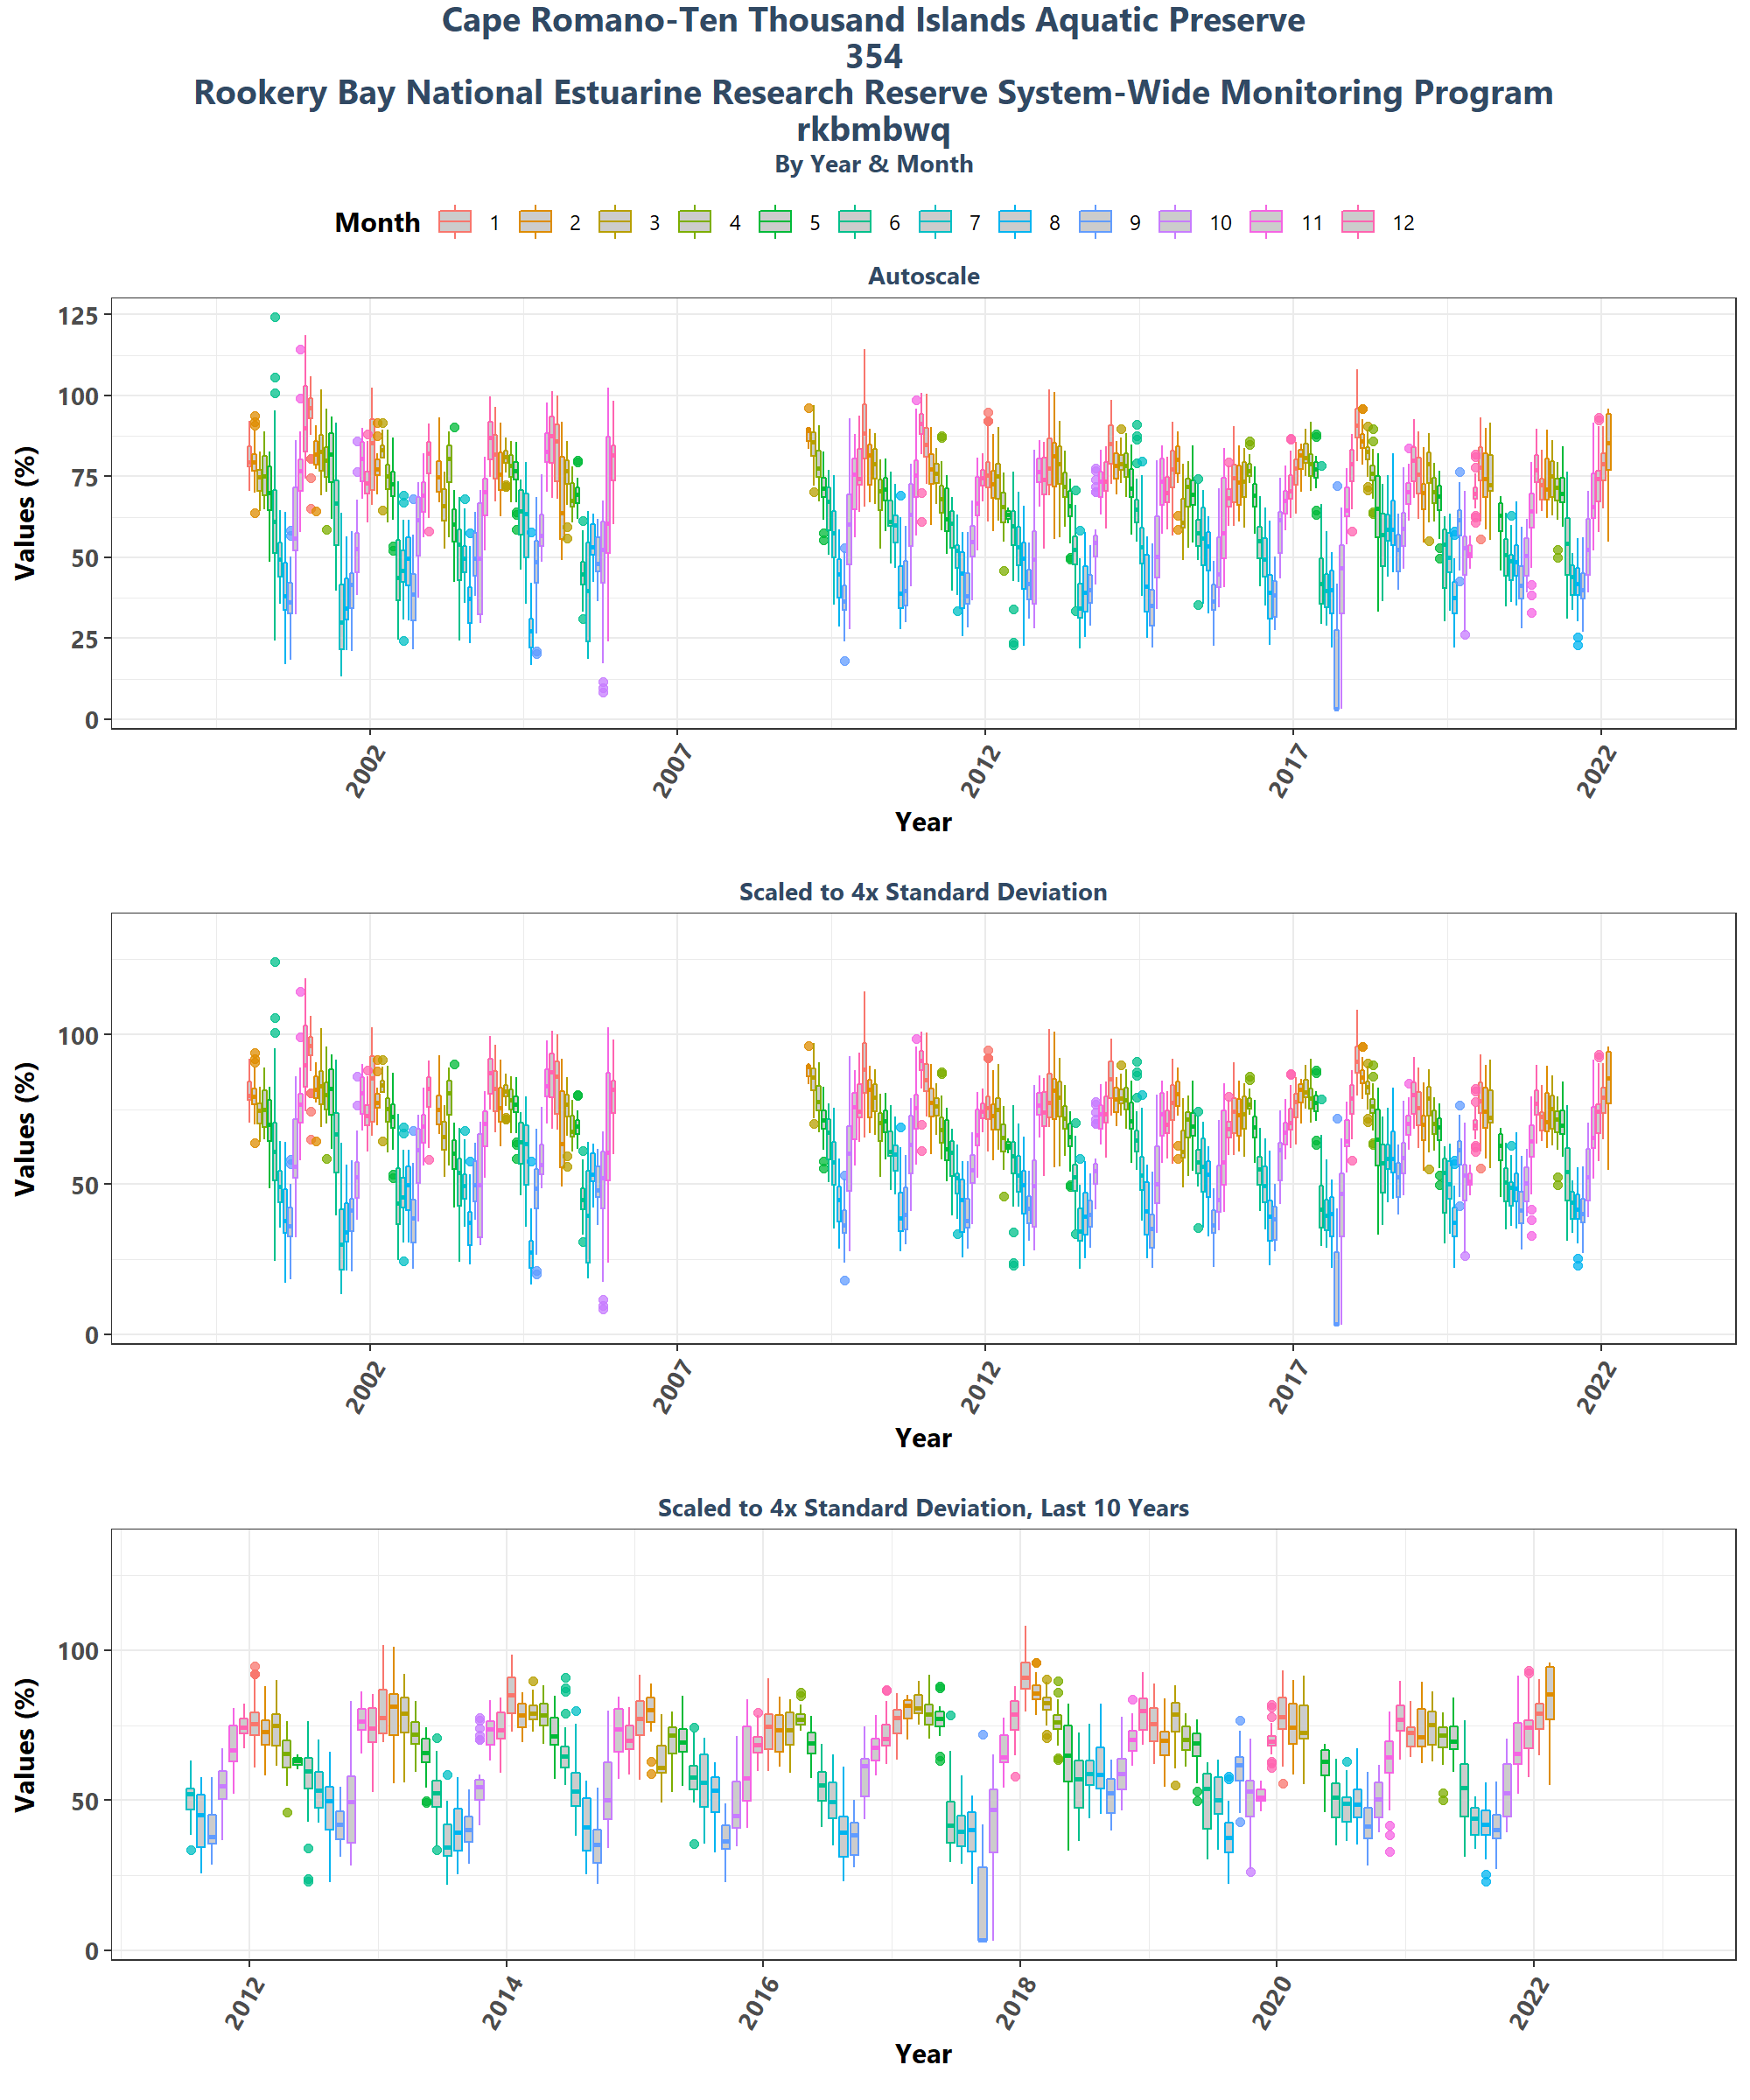 Cape Romano-Ten Thousand Islands Aquatic Preserve
354
Rookery Bay National Estuarine Research Reserve System-Wide Monitoring Program
rkbmbwq
By Year & Month
Month 1 2 3 4 5 6 7 8 9 10 11 12
Autoscale
Values (%)
125
100
75
50
25
0
2002 2007 2012 2017 2022
Year
Scaled to 4x Standard Deviation
Values (%)
100
50
0
2002 2007 2012 2017 2022
Year
Scaled to 4x Standard Deviation, Last 10 Years
Values (%)
100
50
0
2012 2014 2016 2018 2020 2022
Year